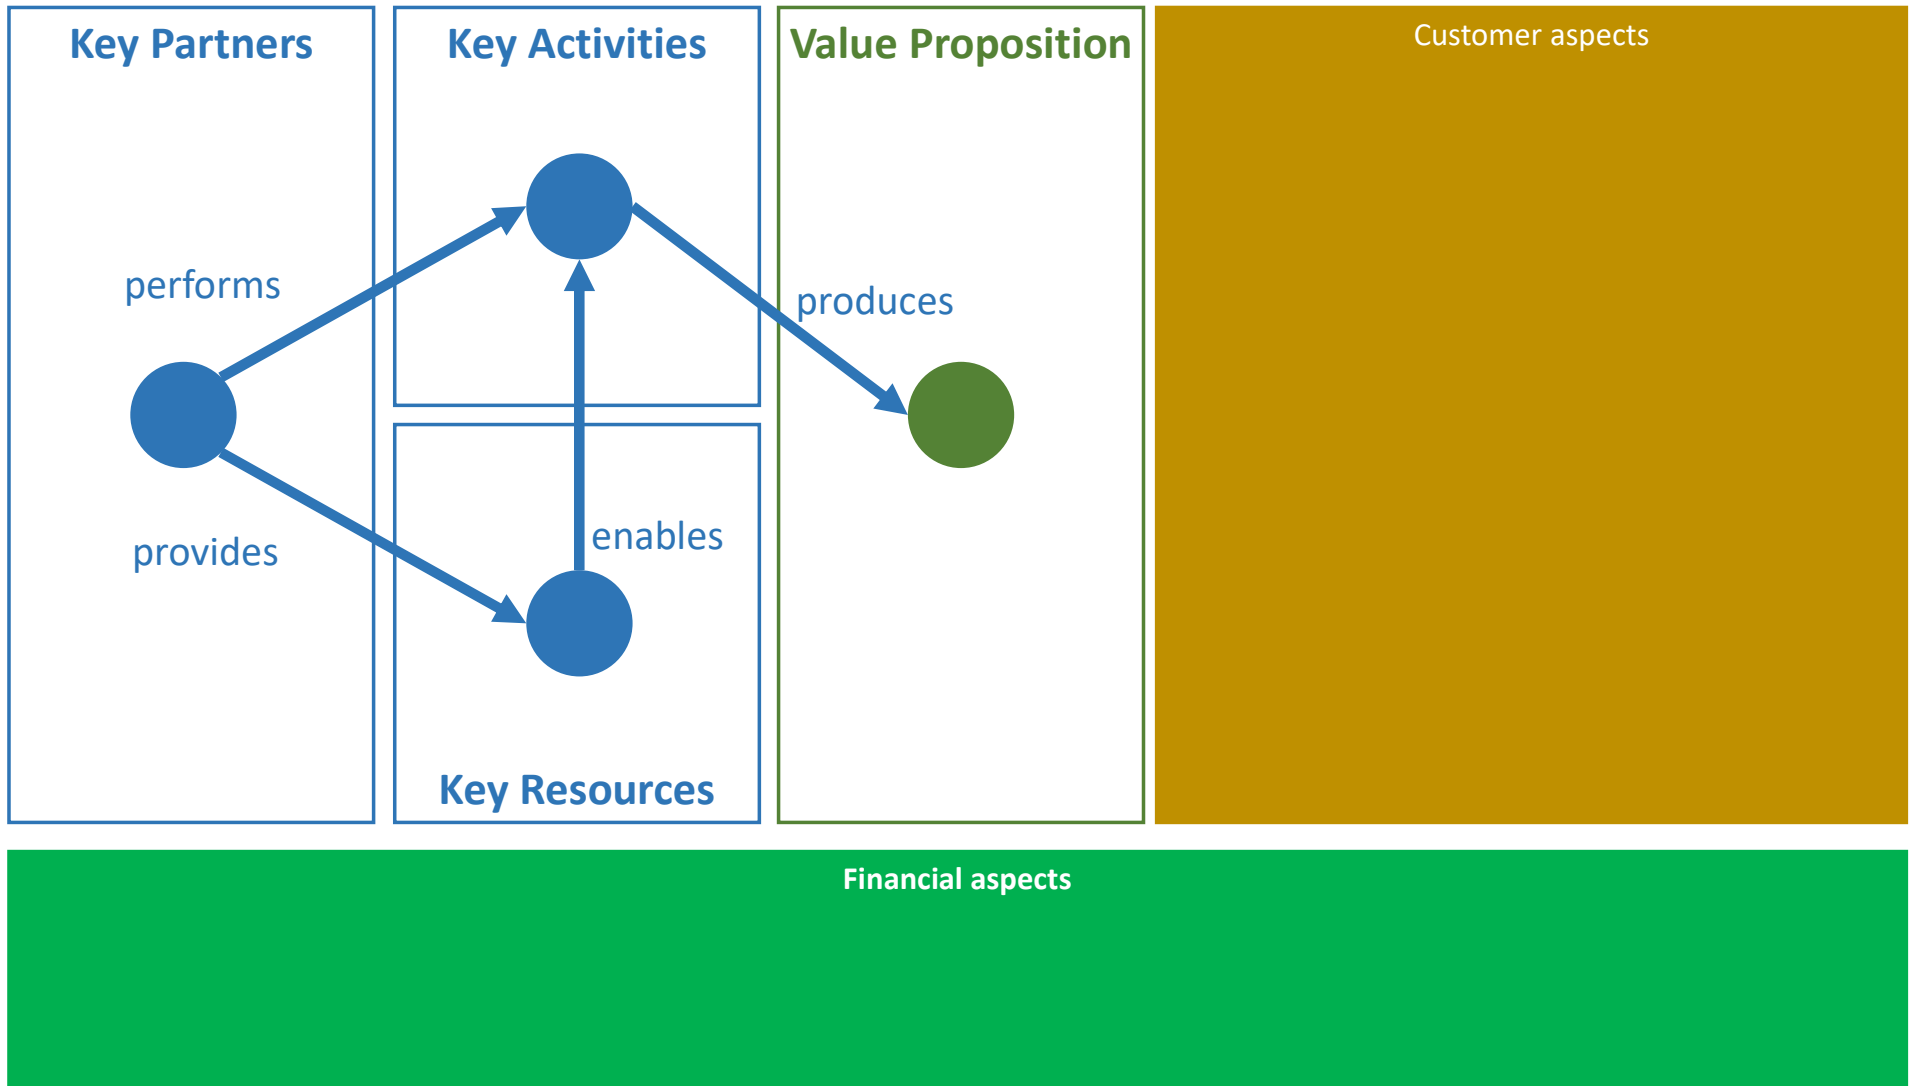 Key Partners
Key Activities
Value Proposition
Customer aspects
performs
produces
provides
enables
Key Resources
Financial aspects